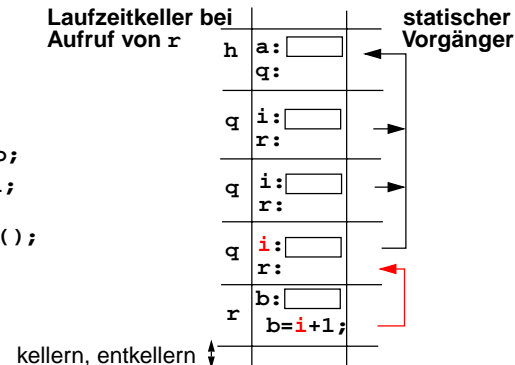 Laufzeitkeller bei
Aufruf von r
statischer
Vorgänger
h a:
q:
q i:
r:
;
;
q i:
r:
();
q i:
r:
r b:
b=i+1;
kellern, entkellern